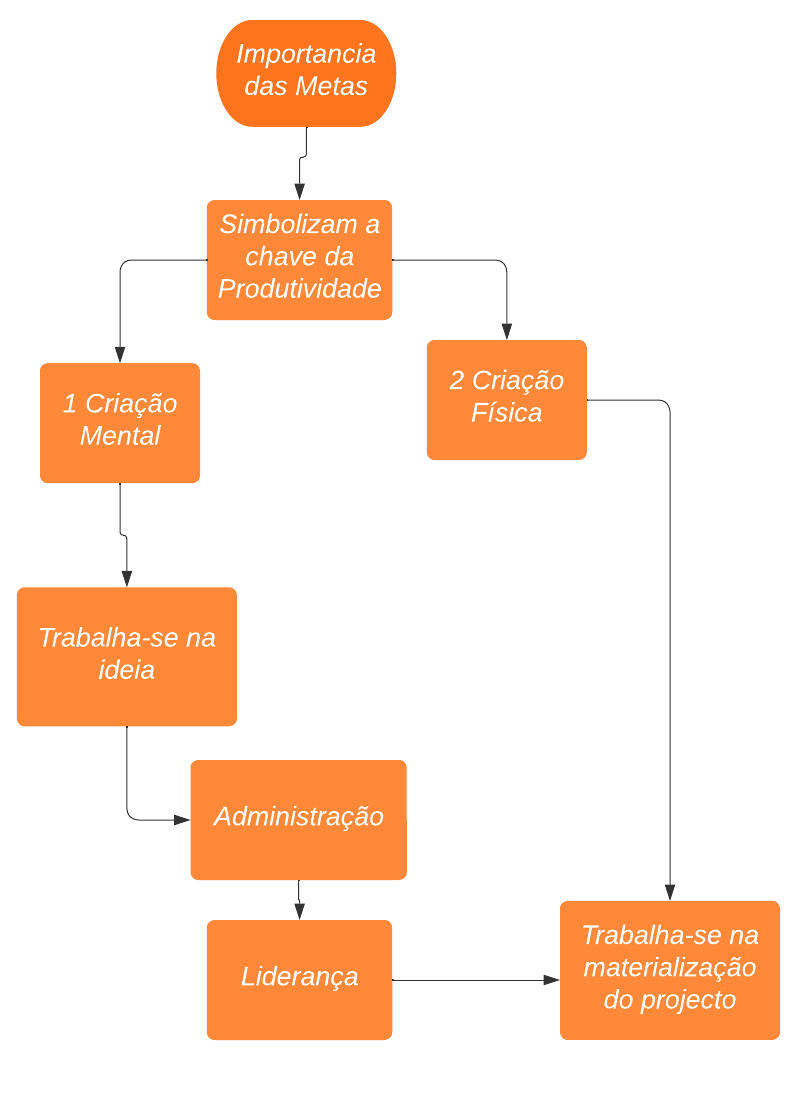 Importancia
das Metas
Simbolizam a
chave da
Produtividade
1 Criação
Mental
2 Criação
Física
Trabalha-se na
ideia
Administração
Liderança
Trabalha-se na
materialização
do projecto